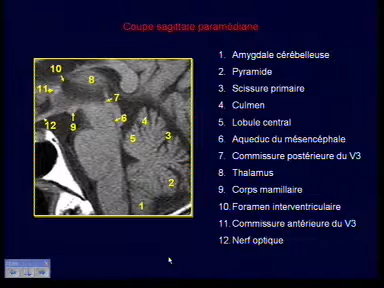 Coupe sagittale paramédiane
1. Amygdale cérébelleuse
2. Pyramide
3. Scissure primaire
4. Culmen
5. Lobule central
6. Aqueduc du mésencéphale
7. Commissure postérieure du V3
8. Thalamus
9. Corps mamillaire
10. Foramen interventriculaire
11. Commissure antérieure du V3
12. Nerf optique
10
8
11
7
12
9
6
4
5
3
2
1